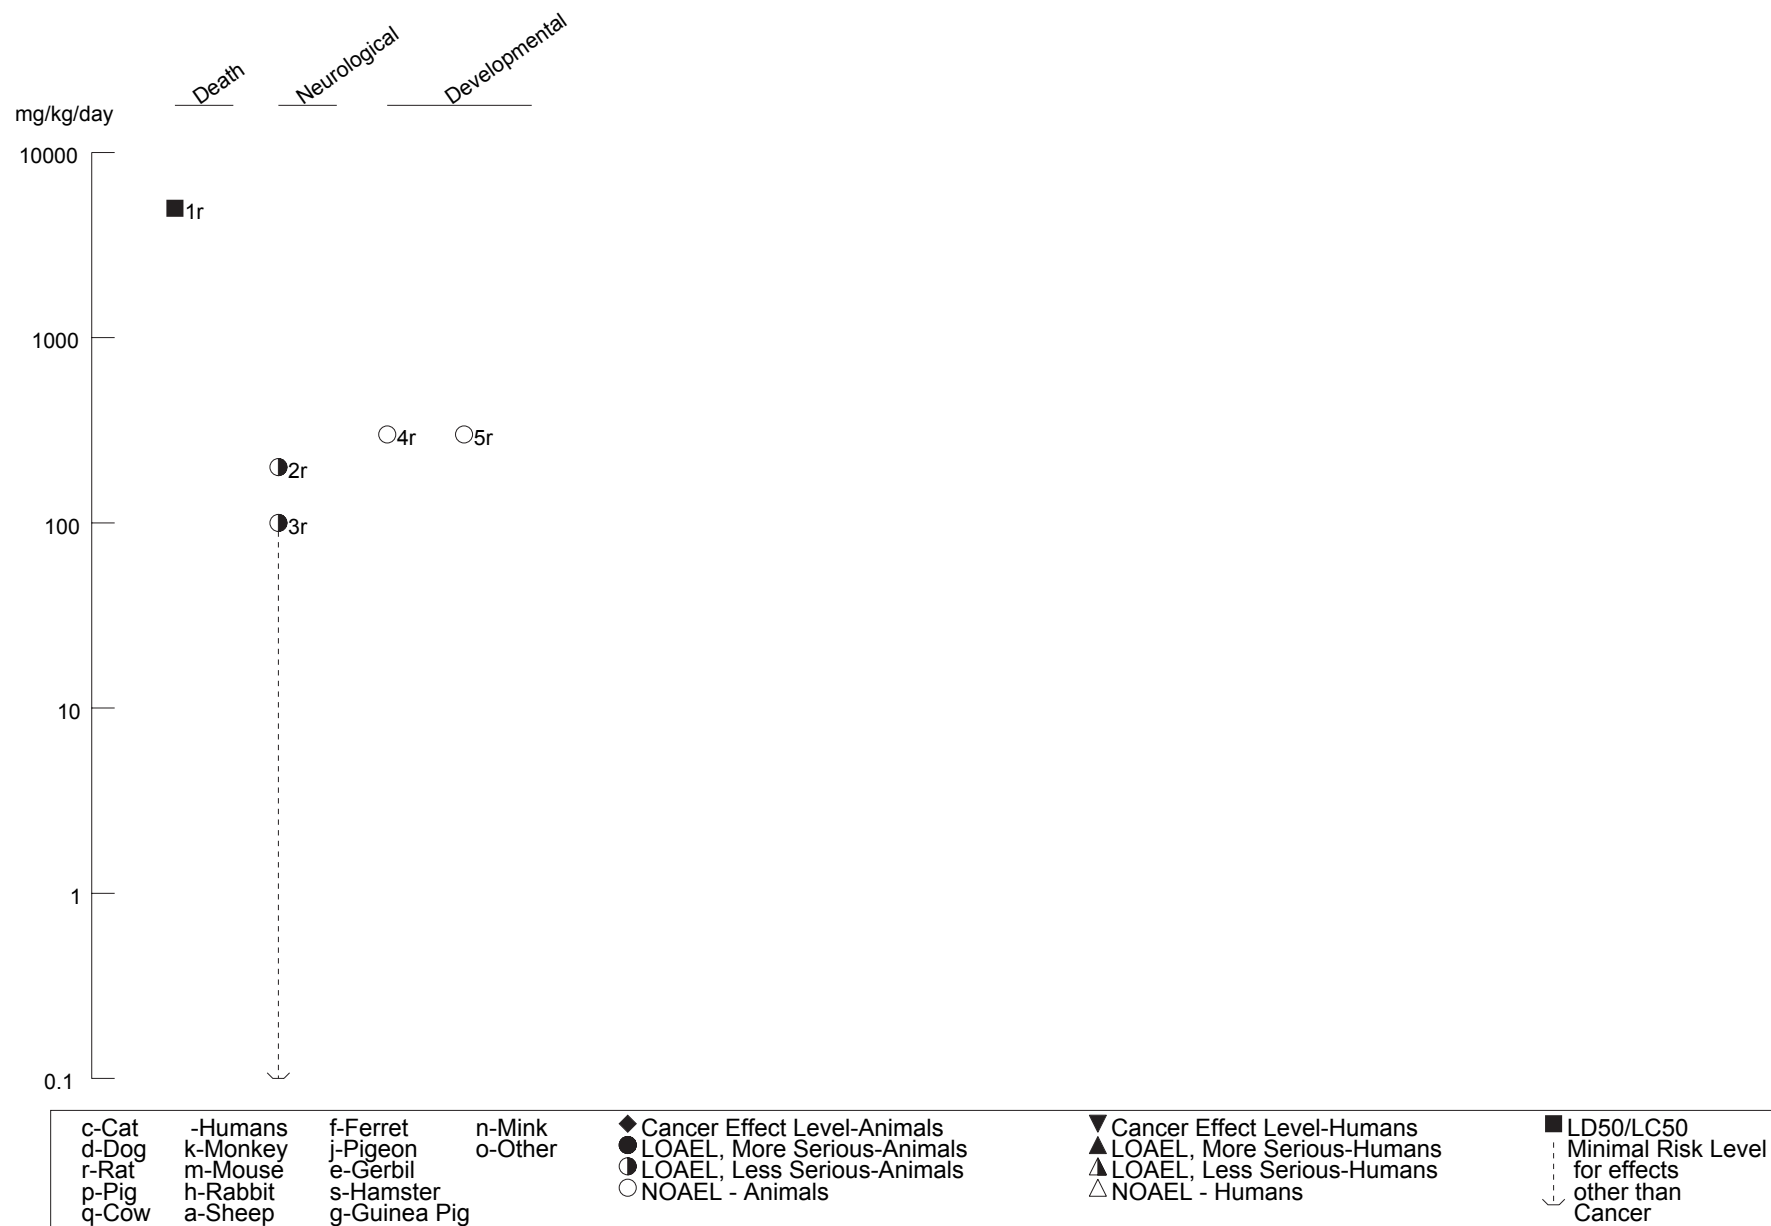 Death Neurological Developmental
mg/kg/day
10000
1r
1000
4r 5r
2r
100
3r
10
1
0.1
c-Cat -Humans f-Ferret n-Mink Cancer Effect Level-Animals Cancer Effect Level-Humans LD50/LC50
d-Dog k-Monkey j-Pigeon o-Other LOAEL, More Serious-Animals LOAEL, More Serious-Humans Minimal Risk Level
r-Rat m-Mouse e-Gerbil LOAEL, Less Serious-Animals LOAEL, Less Serious-Humans for effects
p-Pig h-Rabbit s-Hamster NOAEL - Animals NOAEL - Humans other than
q-Cow a-Sheep g-Guinea Pig Cancer